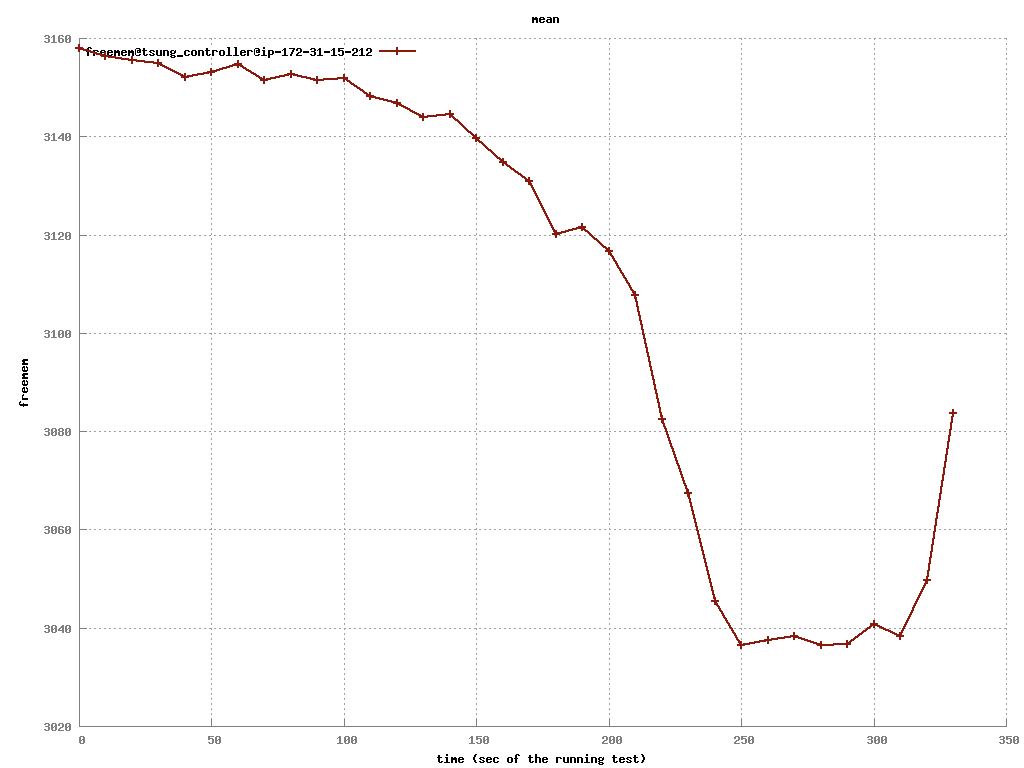 mean
3160
freemem@tsung_controller@ip-172-31-15-212
3140
3120
3100
freemem
3080
3060
3040
3020
0 50 100 150 200 250 300 350
time (sec of the running test)